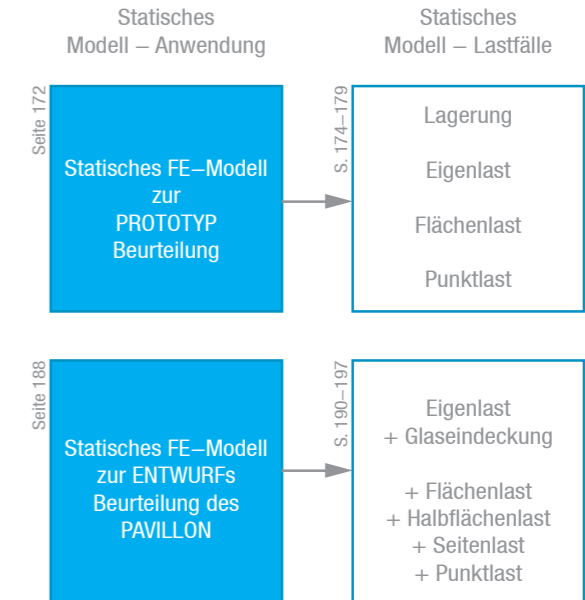 Statisches
Modell – Anwendung
Statisches
Modell – Lastfälle
Seite 172
Statisches FE–Modell
zur
PROTOTYP
Beurteilung
S. 174–179
Lagerung
Eigenlast
Flächenlast
Punktlast
Seite 188
Statisches FE–Modell
zur ENTWURFs
Beurteilung des
PAVILLON
S. 190–197
Eigenlast
+ Glaseindeckung
+ Flächenlast
+ Halbflächenlast
+ Seitenlast
+ Punktlast